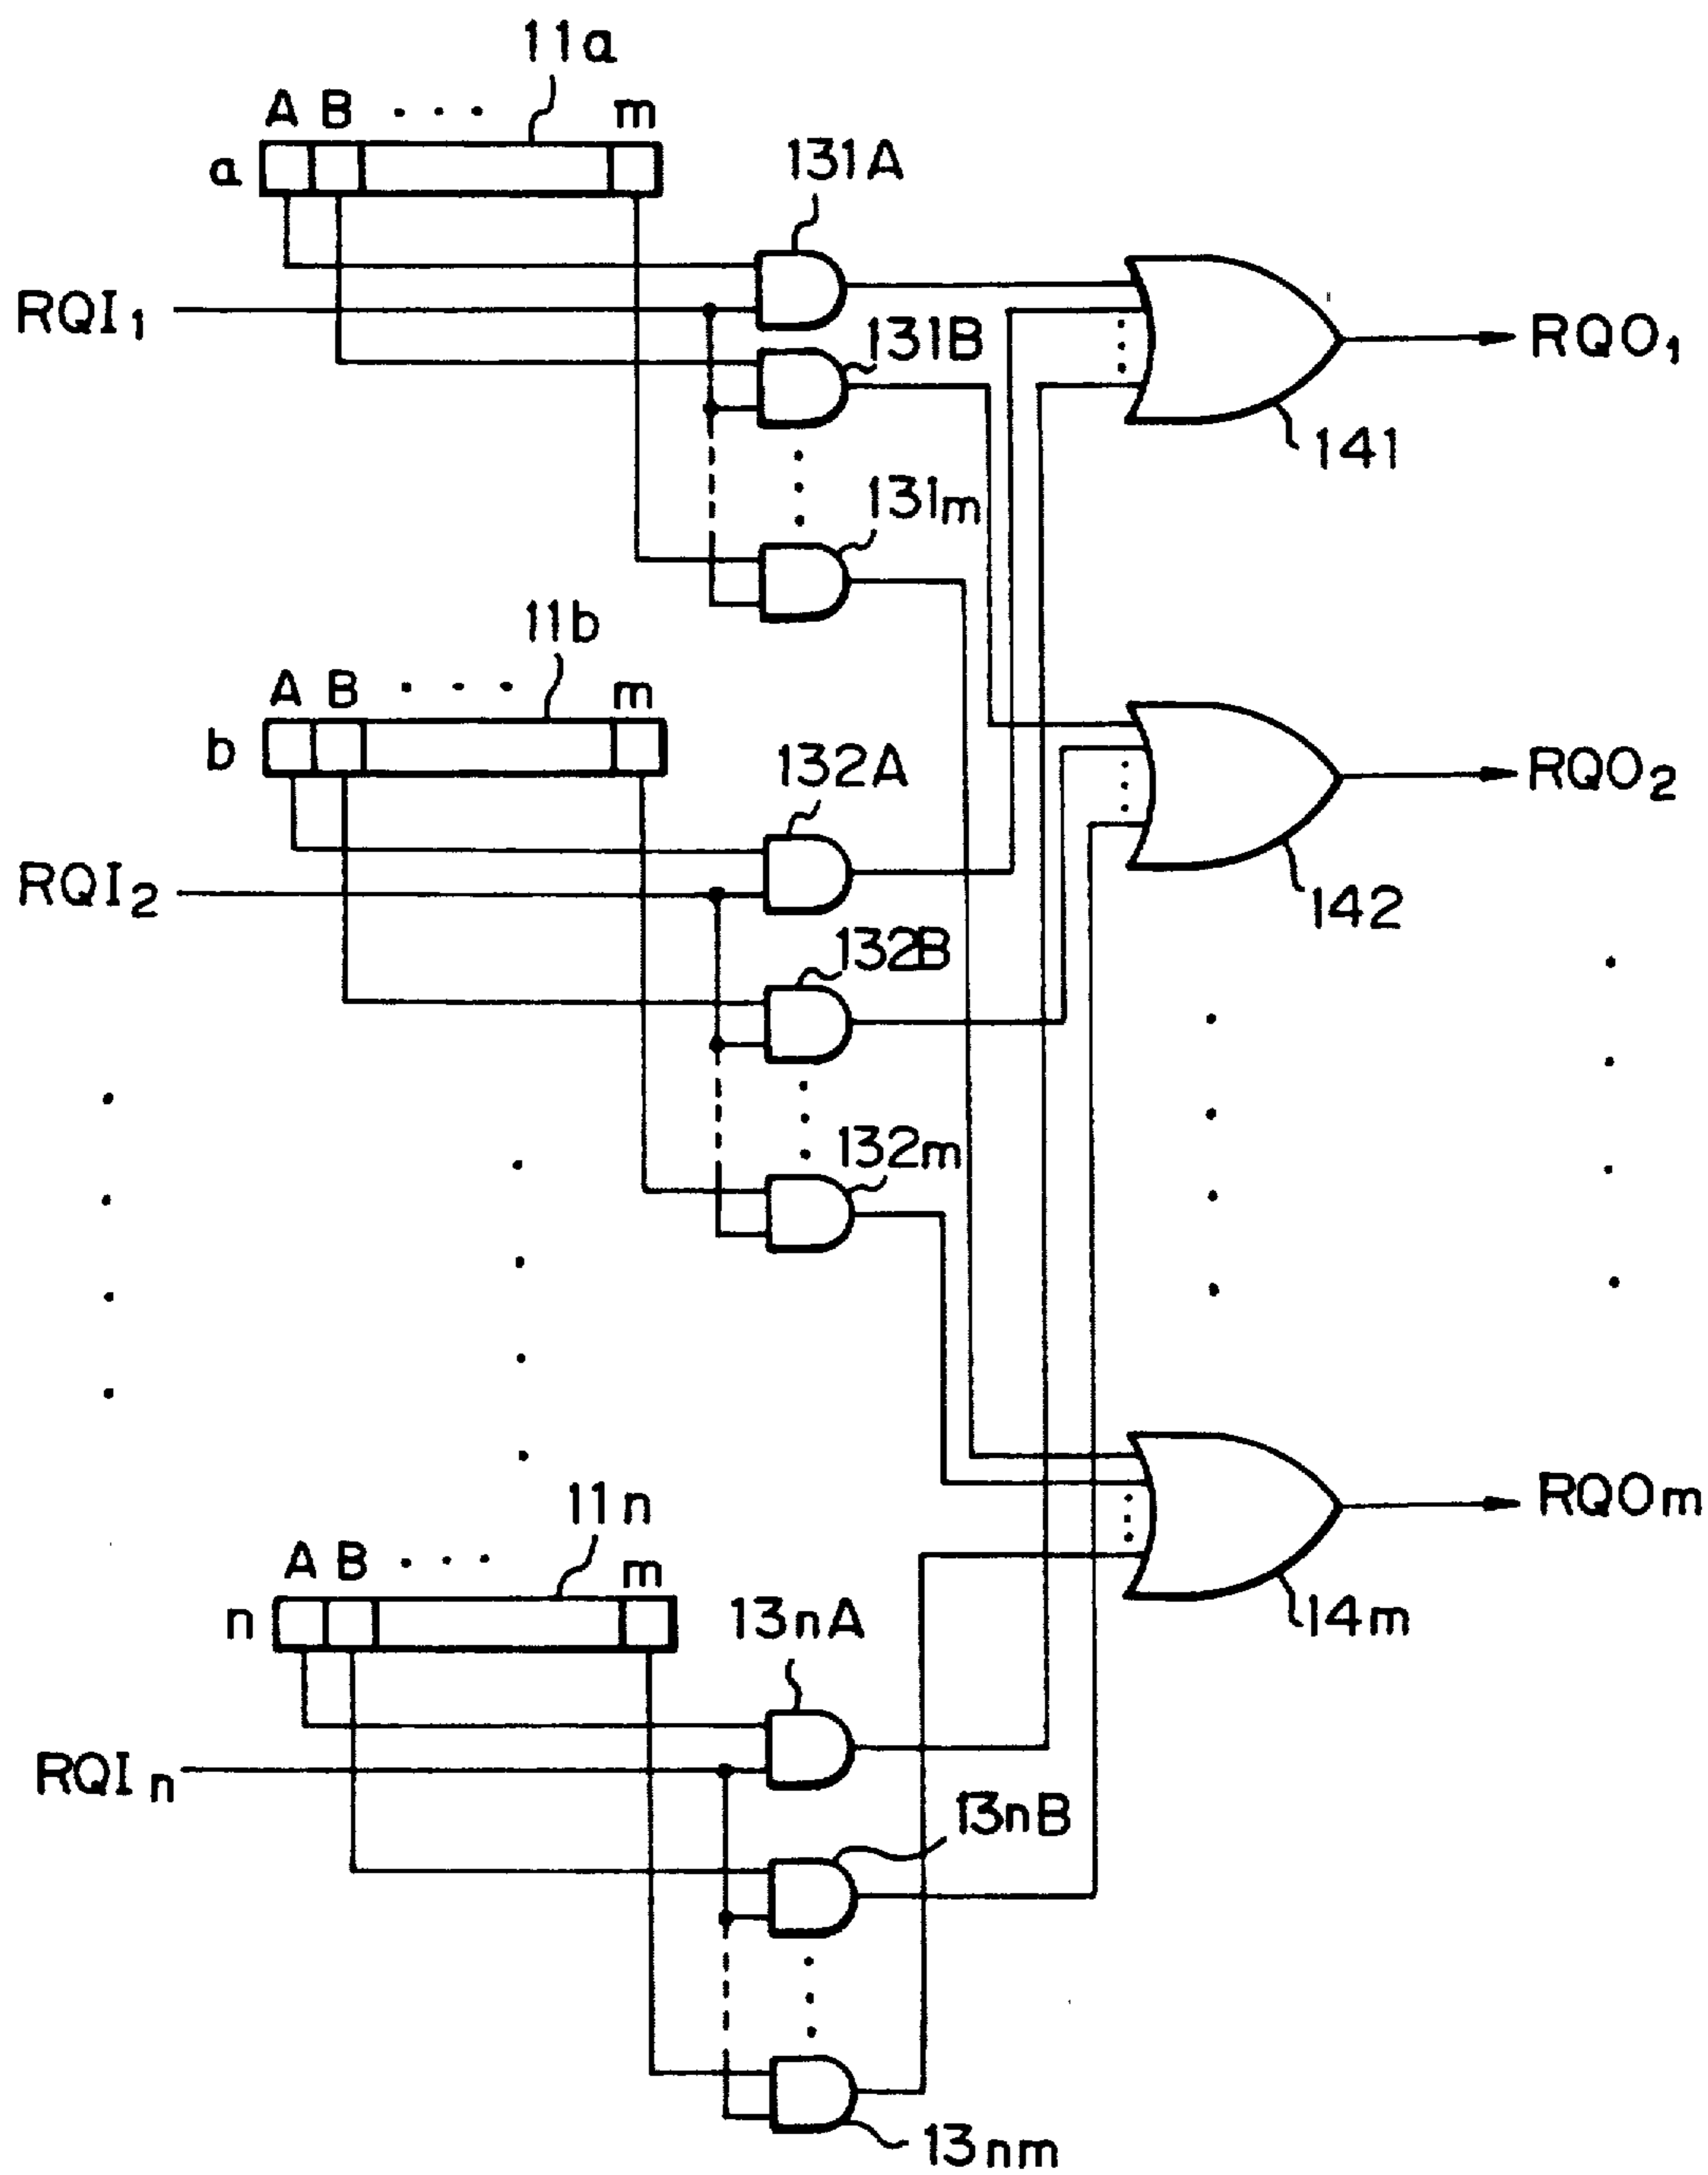 11a
A B . . . m
a
131A
RQI1
131B
RQO1
141
131m
11b
A B . . . m
b
132A
RQO2
RQI2
142
132B
132m
11n
RQOm
A B . . . m
n
13nA
14m
RQIn
13nB
13nm